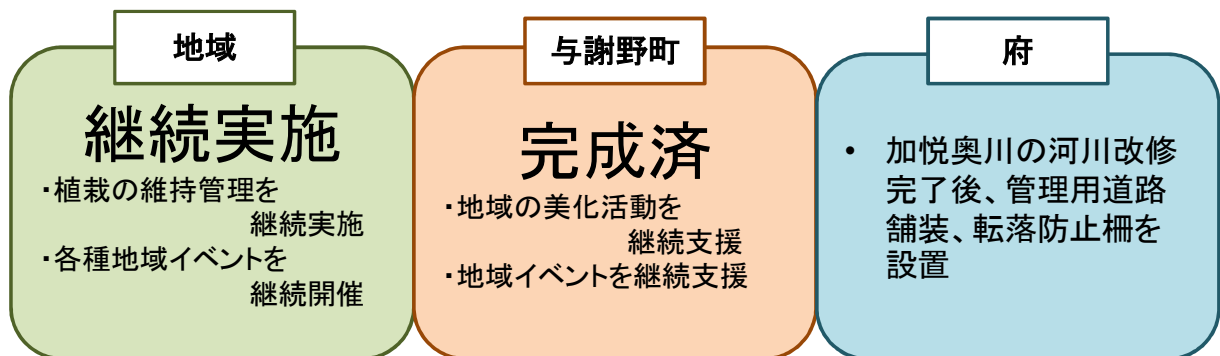 地域
継続実施
・植栽の維持管理を
継続実施
・各種地域イベントを
継続開催
与謝野町
完成済
・地域の美化活動を
継続支援
・地域イベントを継続支援
府
• 加悦奥川の河川改修
完了後、管理用道路
舗装、転落防止柵を
設置